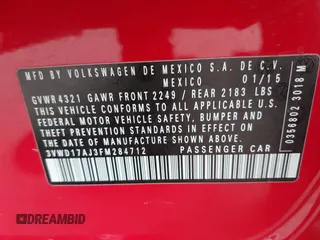 MFD BY VOLKSWAGEN DE MEXICO S.A. DE C.V.
MEXICO 01/15
GVWR 4321 GAWR FRONT 2249 / REAR 2183 LBS
THIS VEHICLE CONFORMS TO ALL APPLICABLE U.S.
FEDERAL MOTOR VEHICLE SAFETY, BUMPER, AND
THEFT PREVENTION STANDARDS IN EFFECT ON THE
DATE OF MANUFACTURE SHOWN ABOVE.
3VWD17AJ3FM284712 PASSENGER CAR
0356802 3018 M
DREAMBID